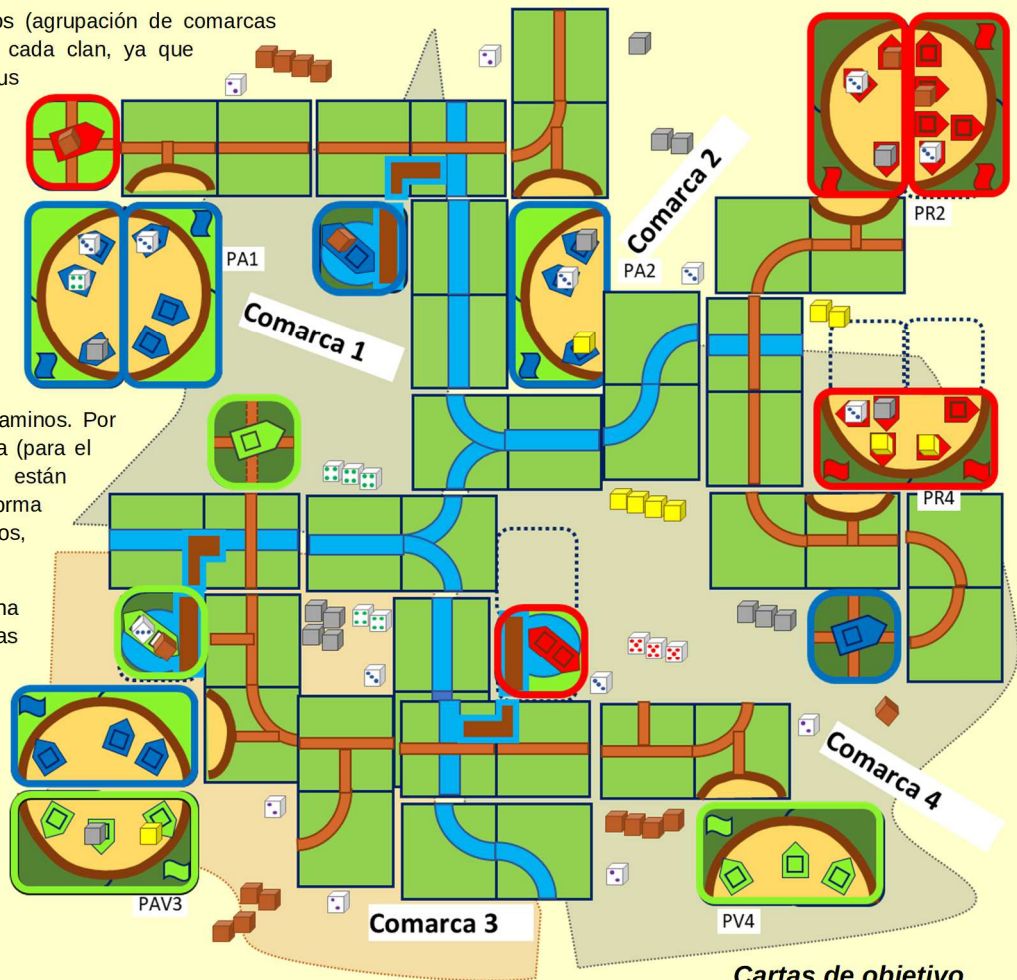 os (agrupación de comarcas
cada clan, ya que
us
Comarca 2
PR2
PA1
PA2
Comarca 1
aminos. Por
a (para el
están
orma
os,
PR4
na
as
Comarca 4
PAV3
Comarca 3
PV4
Cartas de objetivo